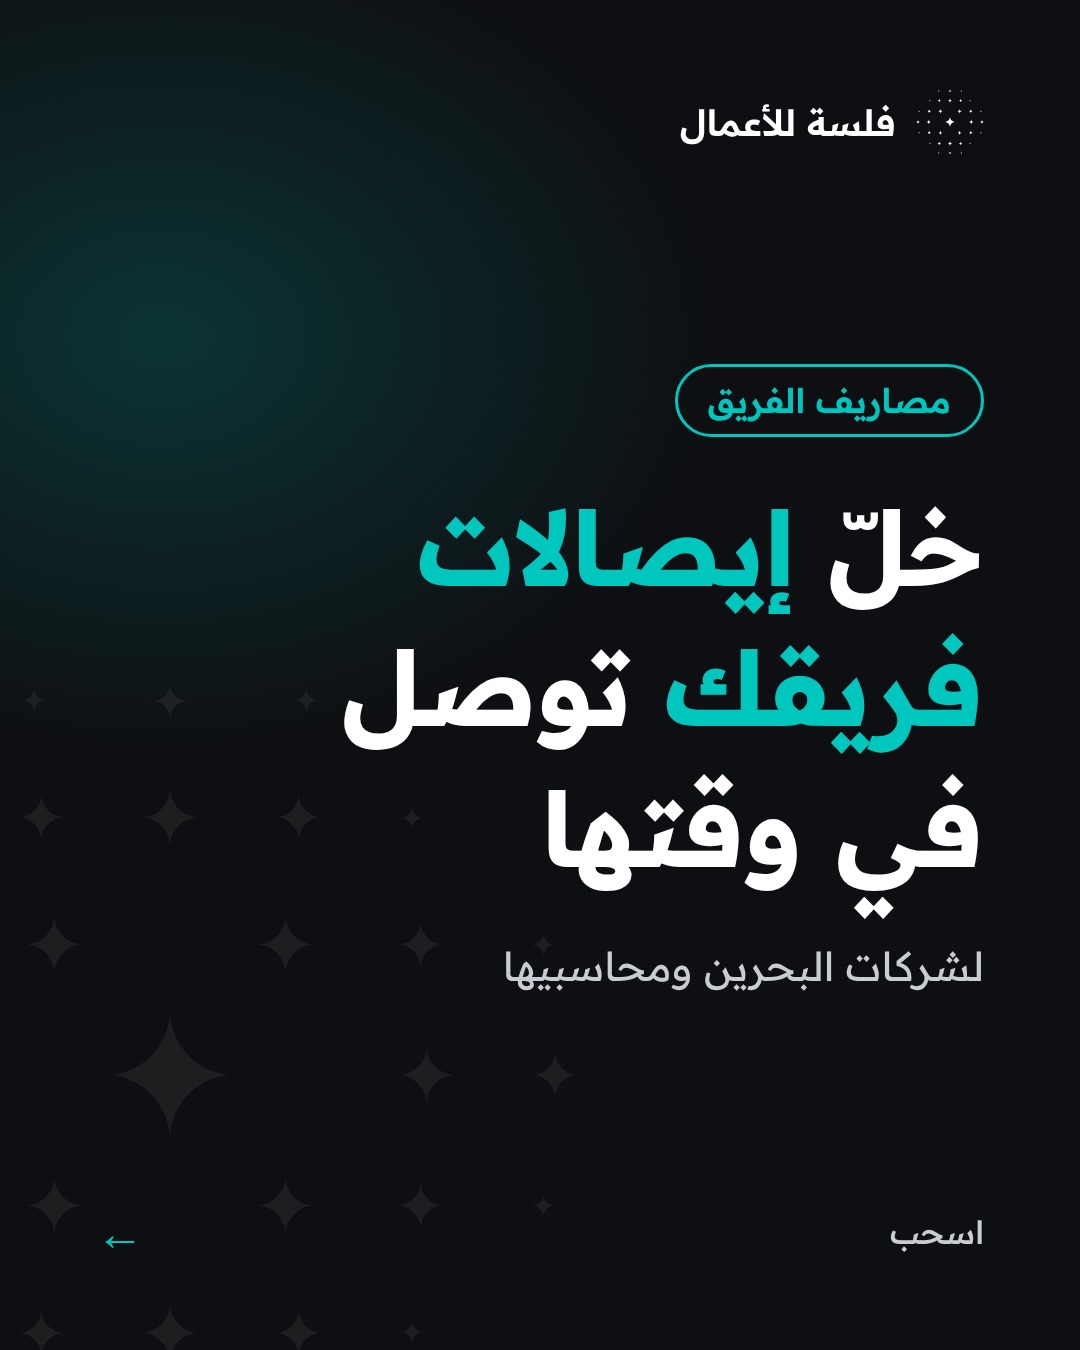 فلسة للأعمال
مصاريف الفريق
خلّ إيصالات
فريقك توصل
في وقتها
لشركات البحرين ومحاسبيها
اسحب
←